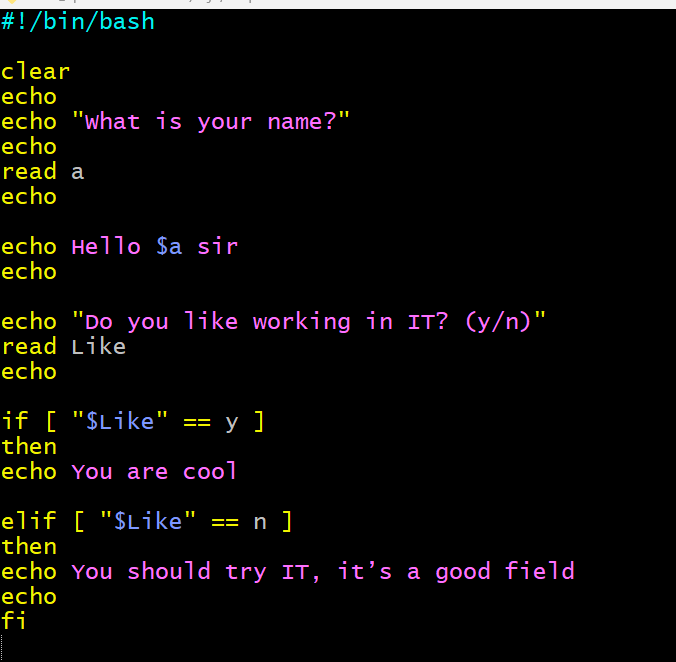 #!/bin/bash
clear
echo
echo "What is your name?"
echo
read a
echo
echo Hello $a sir
echo
echo "Do you like working in IT? (y/n)"
read Like
echo
if [ "$Like" == y ]
then
echo You are cool
elif [ "$Like" == n ]
then
echo You should try IT, it’s a good field
echo
fi